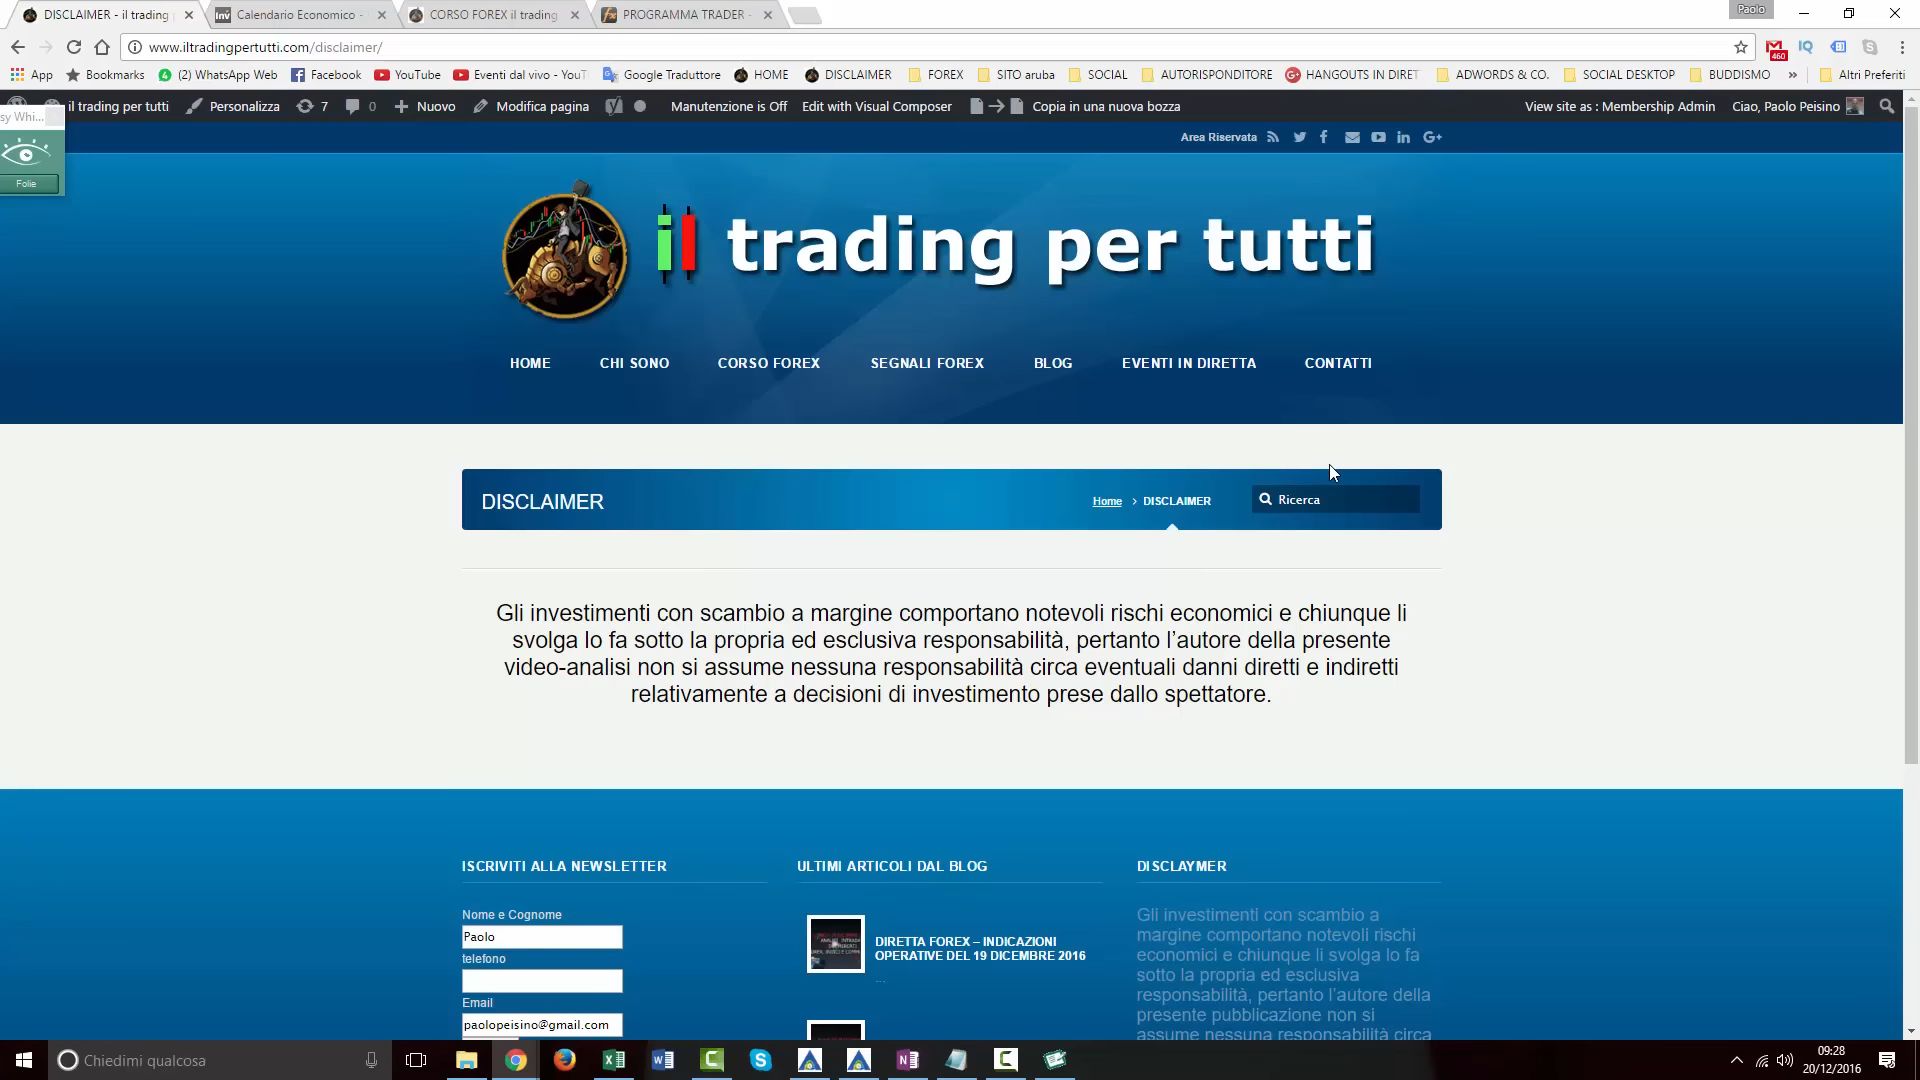 DISCLAIMER - il trading
Calendario Economico -
CORSO FOREX il trading
PROGRAMMA TRADER -
Paolo
www.iltradingpertutti.com/disclaimer/
460
App
Bookmarks
(2) WhatsApp Web
Facebook
YouTube
Eventi dal vivo - YouT
Google Traduttore
HOME
DISCLAIMER
FOREX
SITO aruba
SOCIAL
AUTORISPONDITORE
HANGOUTS IN DIRET
ADWORDS & CO.
SOCIAL DESKTOP
BUDDISMO
»
Altri Preferiti
il trading per tutti
Personalizza
7
0
Nuovo
Modifica pagina
Manutenzione is Off
Edit with Visual Composer
Copia in una nuova bozza
View site as : Membership Admin
Ciao, Paolo Peisino
sy Whi...
Folie
Area Riservata
il trading per tutti
HOME
CHI SONO
CORSO FOREX
SEGNALI FOREX
BLOG
EVENTI IN DIRETTA
CONTATTI
DISCLAIMER
Home > DISCLAIMER
Ricerca
Gli investimenti con scambio a margine comportano notevoli rischi economici e chiunque li
svolga lo fa sotto la propria ed esclusiva responsabilità, pertanto l’autore della presente
video-analisi non si assume nessuna responsabilità circa eventuali danni diretti e indiretti
relativamente a decisioni di investimento prese dallo spettatore.
ISCRIVITI ALLA NEWSLETTER
Nome e Cognome
Paolo
telefono
Email
paolopeisino@gmail.com
ULTIMI ARTICOLI DAL BLOG
DIRETTA FOREX – INDICAZIONI
OPERATIVE DEL 19 DICEMBRE 2016
...
DISCLAYMER
Gli investimenti con scambio a
margine comportano notevoli rischi
economici e chiunque li svolga lo fa
sotto la propria ed esclusiva
responsabilità, pertanto l’autore della
presente pubblicazione non si
assume nessuna responsabilità circa
Chiedimi qualcosa
09:28
20/12/2016